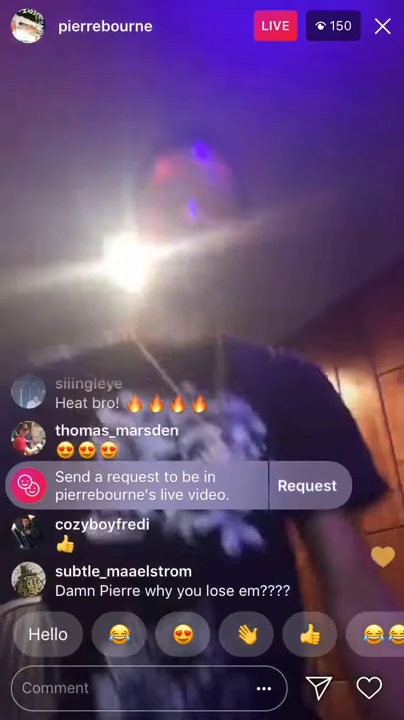 pierrebourne LIVE 150
siiingleye
Heat bro! 🔥🔥🔥🔥
thomas_marsden
😍😍😍
Send a request to be in
pierrebourne's live video.
Request
cozyboyfredi
👍
subtle_maaelstrom
Damn Pierre why you lose em????
Hello 😂 😍 👋 👍 😂😂
Comment ...